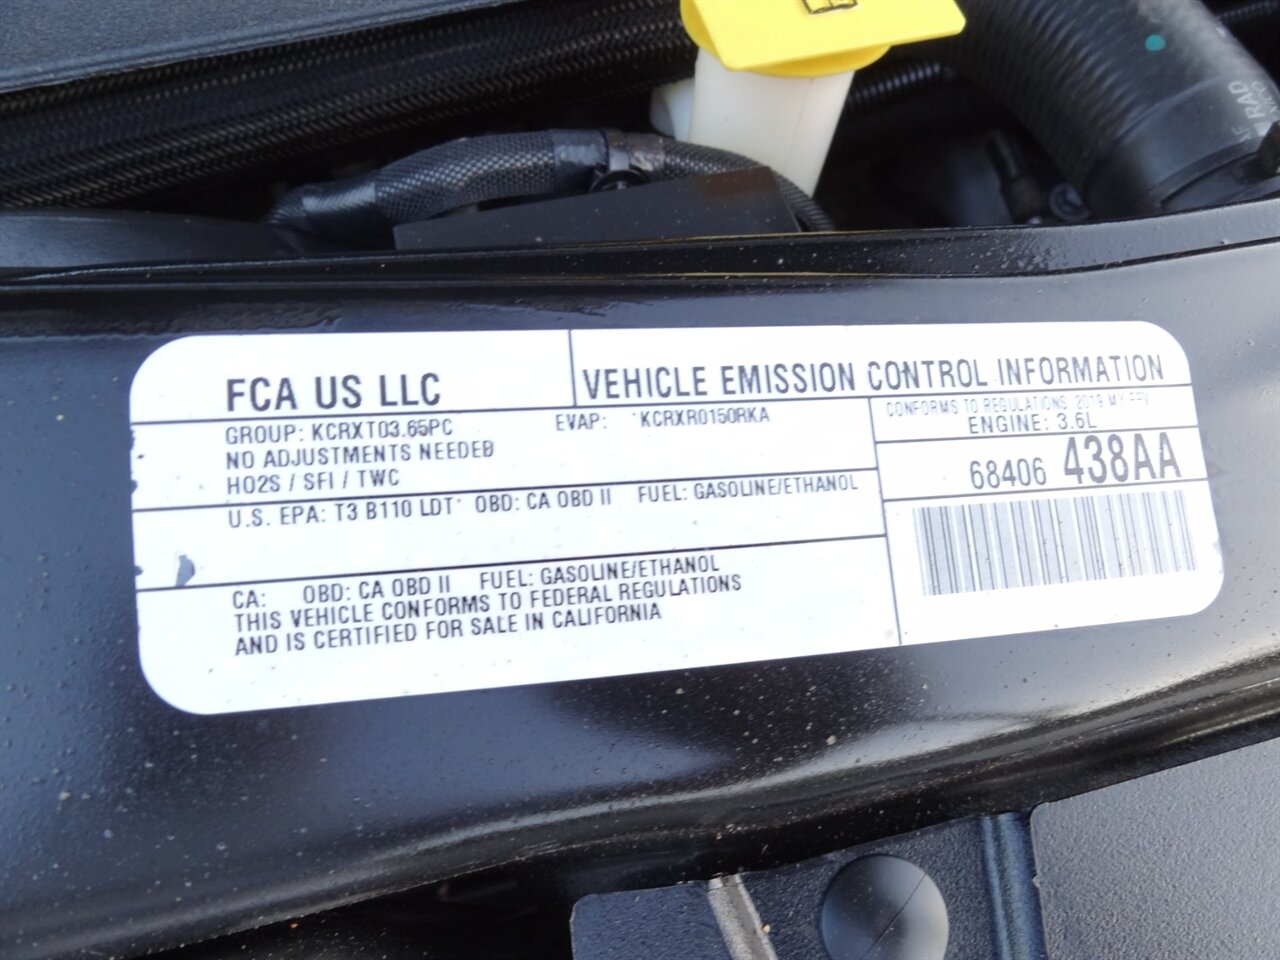 RAD
FCA US LLC
VEHICLE EMISSION CONTROL INFORMATION
GROUP: KCRXT03.65PC
EVAP: KCRXR0150RKA
NO ADJUSTMENTS NEEDED
HO2S / SFI / TWC
CONFORMS TO REGULATIONS: 2019 MY FFV
ENGINE: 3.6L
68406 438AA
U.S. EPA: T3 B110 LDT OBD: CA OBD II FUEL: GASOLINE/ETHANOL
CA: OBD: CA OBD II FUEL: GASOLINE/ETHANOL
THIS VEHICLE CONFORMS TO FEDERAL REGULATIONS
AND IS CERTIFIED FOR SALE IN CALIFORNIA